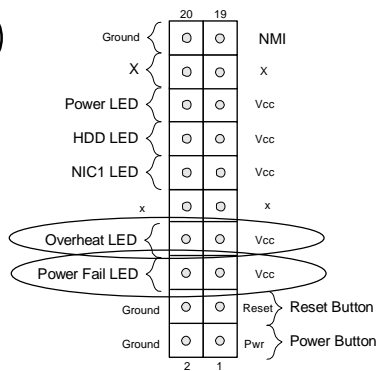 20 19
Ground NMI
X X
Power LED Vcc
HDD LED Vcc
NIC1 LED Vcc
x x
Overheat LED Vcc
Power Fail LED Vcc
Ground Reset Reset Button
Ground Pwr Power Button
2 1